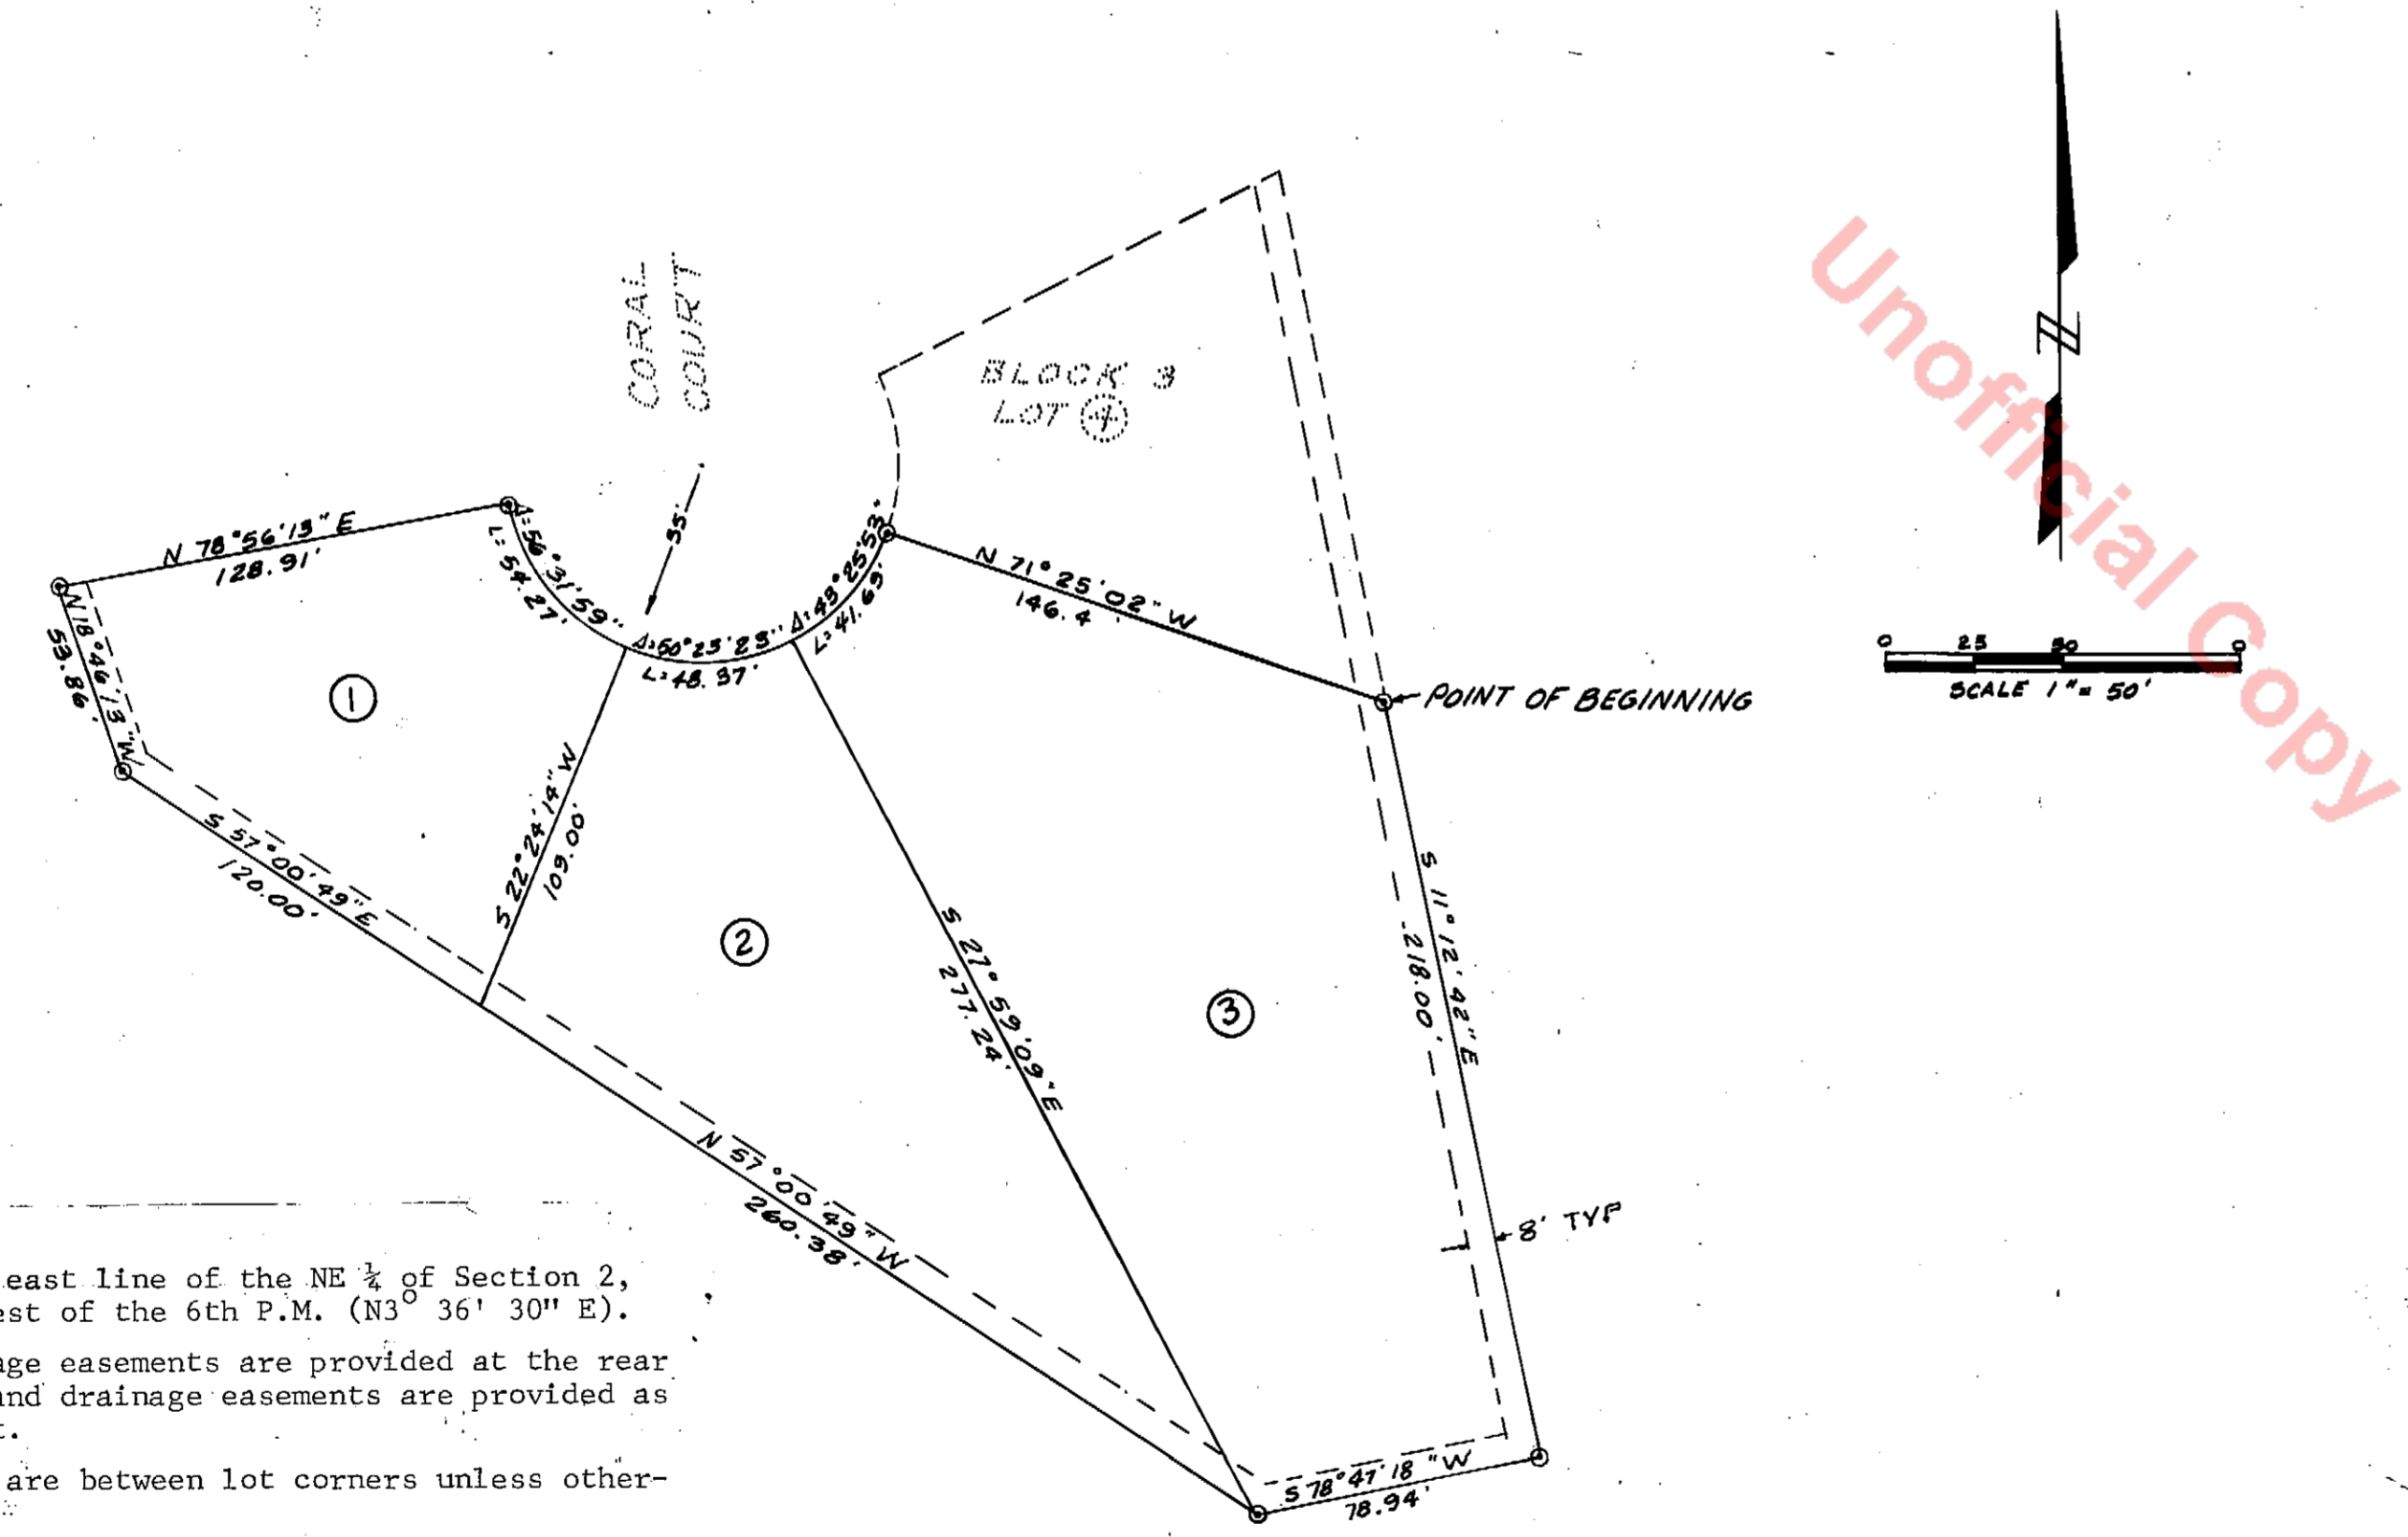 CORAL
COURT
BLOCK 3
LOT 4
55'
N 78°56'13" E
128.91'
Δ=56°31'59"
L=54.27'
Δ=50°23'23"
L=48.37'
Δ=43°25'53"
L=41.69'
N 71°25'02" W
146.4
POINT OF BEGINNING
N 18°46'13" W
53.86'
1
S 57°00'49" E
120.00'
S 22°24'14" W
109.00'
2
S 27°59'09" E
277.24'
3
S 11°12'42" E
218.00'
N 57°00'49" W
260.38'
8' TYP
S 78°47'18" W
78.94'
N
0 25 50 0
SCALE 1" = 50'
Unofficial Copy
east line of the NE ¼ of Section 2,
est of the 6th P.M. (N3° 36' 30" E).
age easements are provided at the rear
and drainage easements are provided as
t.
are between lot corners unless other-